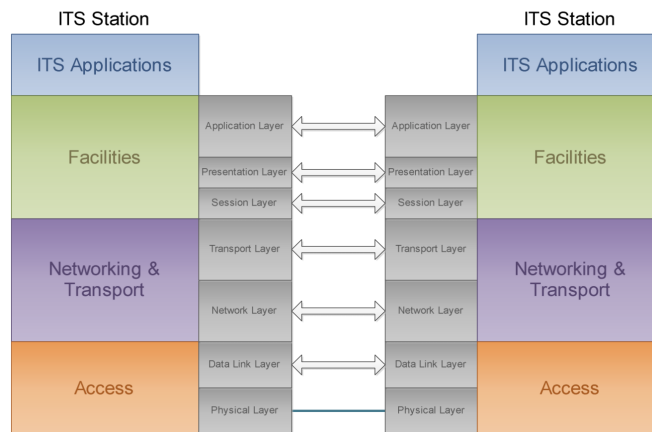 ITS Station
ITS Station
ITS Applications
ITS Applications
Application Layer
Application Layer
Facilities
Facilities
Presentation Layer
Presentation Layer
Session Layer
Session Layer
Transport Layer
Transport Layer
Networking &
Transport
Networking &
Transport
Network Layer
Network Layer
Data Link Layer
Data Link Layer
Access
Access
Physical Layer
Physical Layer